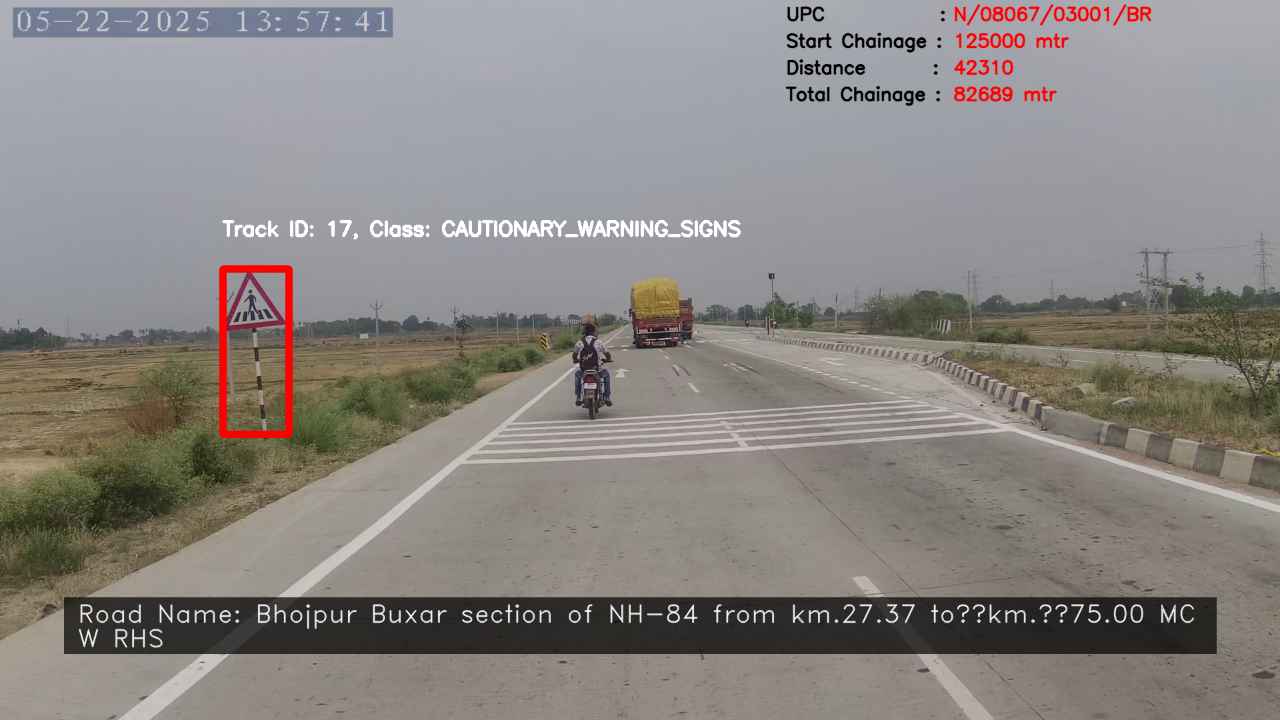 05-22-2025 13:57:41
UPC : N/08067/03001/BR
Start Chainage : 125000 mtr
Distance : 42310
Total Chainage : 82689 mtr
Track ID: 17, Class: CAUTIONARY_WARNING_SIGNS
Road Name: Bhojpur Buxar section of NH-84 from km.27.37 to??km.??75.00 MC
W RHS